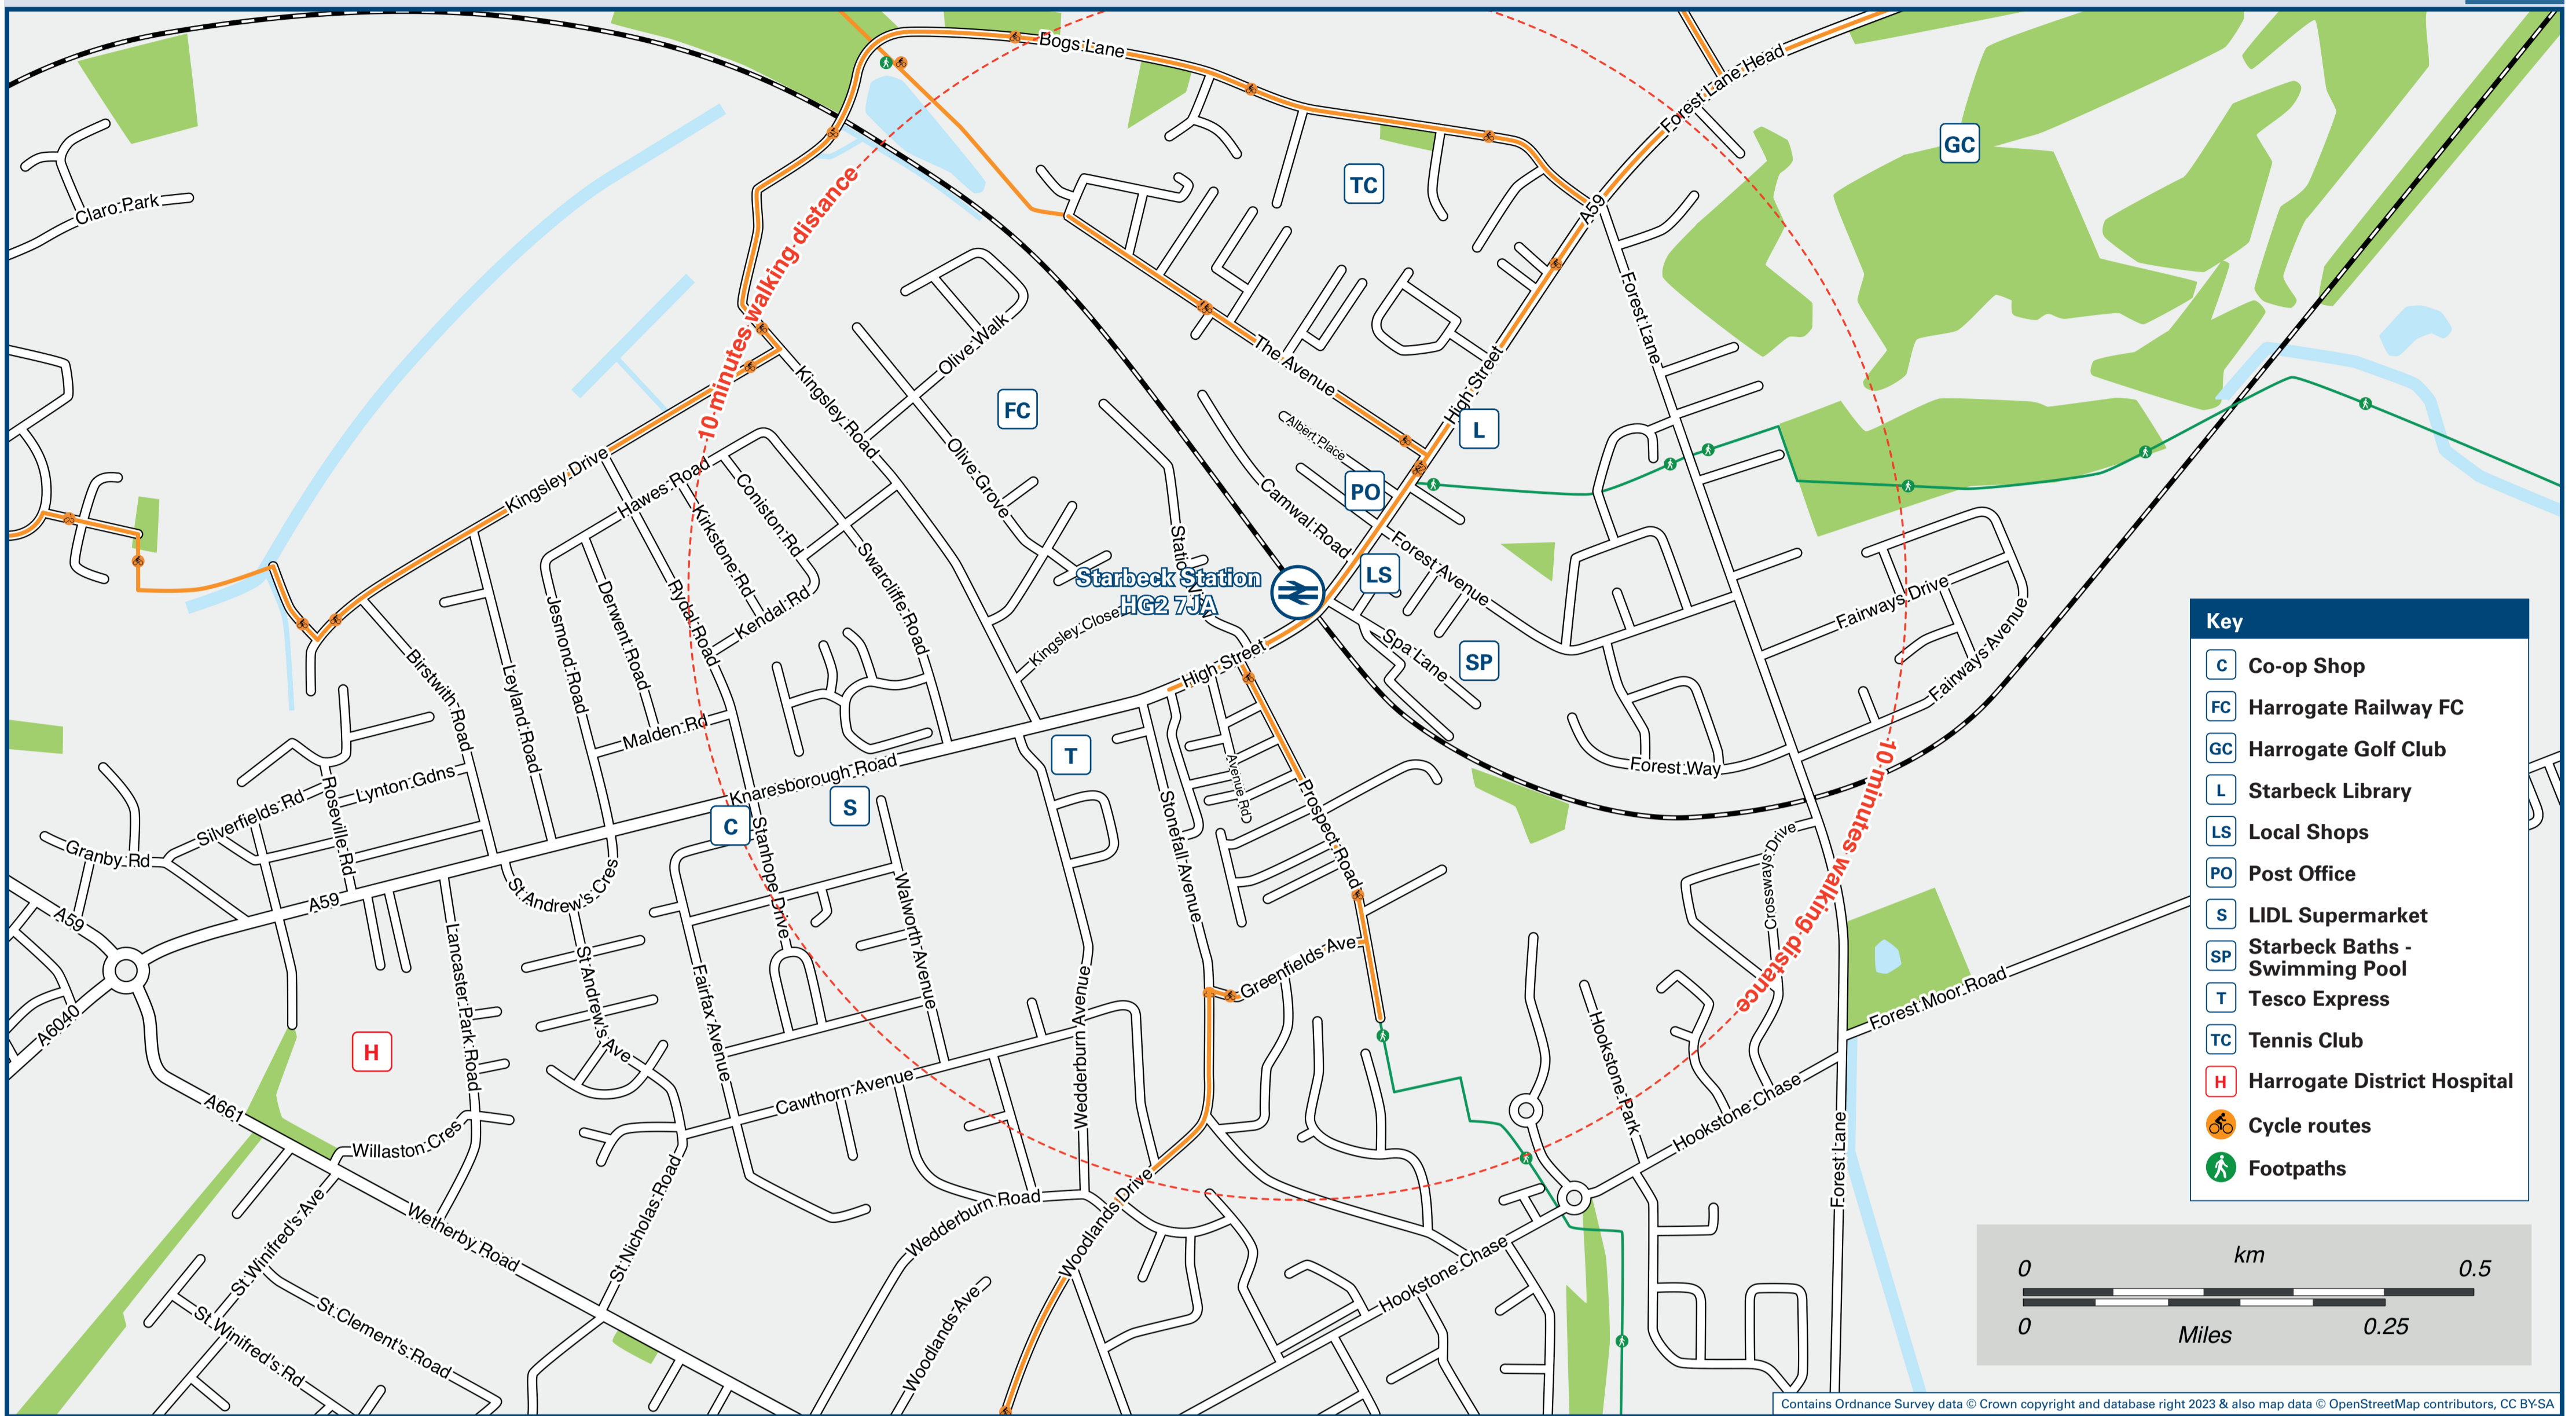 Bogs Lane
Forest Lane Head
GC
TC
Claro Park
A59
10 minutes walking distance
Forest Lane
Olive Walk
The Avenue
High Street
Kingsley Road
FC
L
Albert Place
Kingsley Drive
Hawes Road
Olive Grove
PO
Camwal Road
Coniston Rd
Kirkstone Rd
Swarcliffe Road
Forest Avenue
LS
Starbeck Station
HG2 7JA
Fairways Drive
Fairways Avenue
Jesmond Road
Derwent Road
Rydal Road
Kendal Rd
Kingsley Close
High Street
Spa Lane
SP
Birstwith Road
Leyland Road
Malden Rd
Forest Way
T
Knaresborough Road
Avenue Rd
Lynton Gdns
Silverfields Rd
Roseville Rd
Granby Rd
C
S
Stanhope Drive
Stonefall Avenue
Prospect Road
Crossways Drive
10 minutes walking distance
St Andrew's Cres
A59
A59
Walworth Avenue
Lancaster Park Road
St Andrew's Ave
Fairfax Avenue
Greenfields Ave
Wedderburn Avenue
Forest Moor Road
A6040
H
Hookstone Park
Cawthorn Avenue
Hookstone Chase
A661
Willaston Cres
Forest Lane
St Nicholas Road
Wedderburn Road
Woodlands Drive
Wetherby Road
St Winifred's Ave
Hookstone Chase
St Clement's Road
St Winifred's Rd
Woodlands Ave
Key
C Co-op Shop
FC Harrogate Railway FC
GC Harrogate Golf Club
L Starbeck Library
LS Local Shops
PO Post Office
S LIDL Supermarket
SP Starbeck Baths -
Swimming Pool
T Tesco Express
TC Tennis Club
H Harrogate District Hospital
Cycle routes
Footpaths
km
0 0.5
0 0.25
Miles
Contains Ordnance Survey data © Crown copyright and database right 2023 & also map data © OpenStreetMap contributors, CC BY-SA